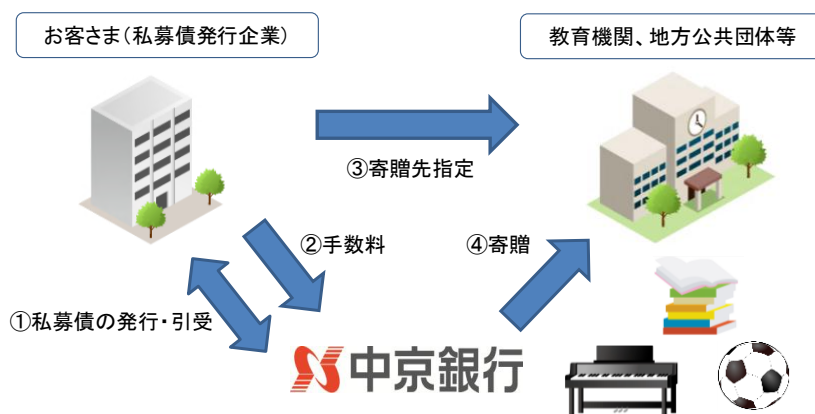 お客さま(私募債発行企業)
教育機関、地方公共団体等
③寄贈先指定
②手数料
④寄贈
①私募債の発行・引受
中京銀行